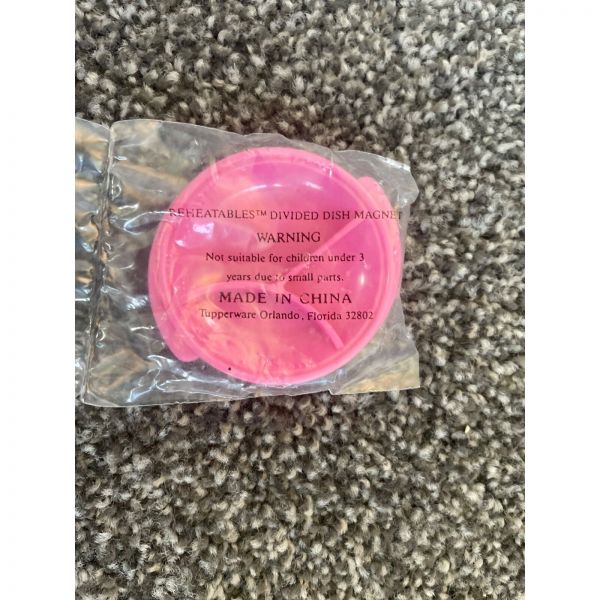 REHEATABLES™ DIVIDED DISH MAGNET
WARNING
Not suitable for children under 3
years due to small parts.
MADE IN CHINA
Tupperware Orlando, Florida 32802